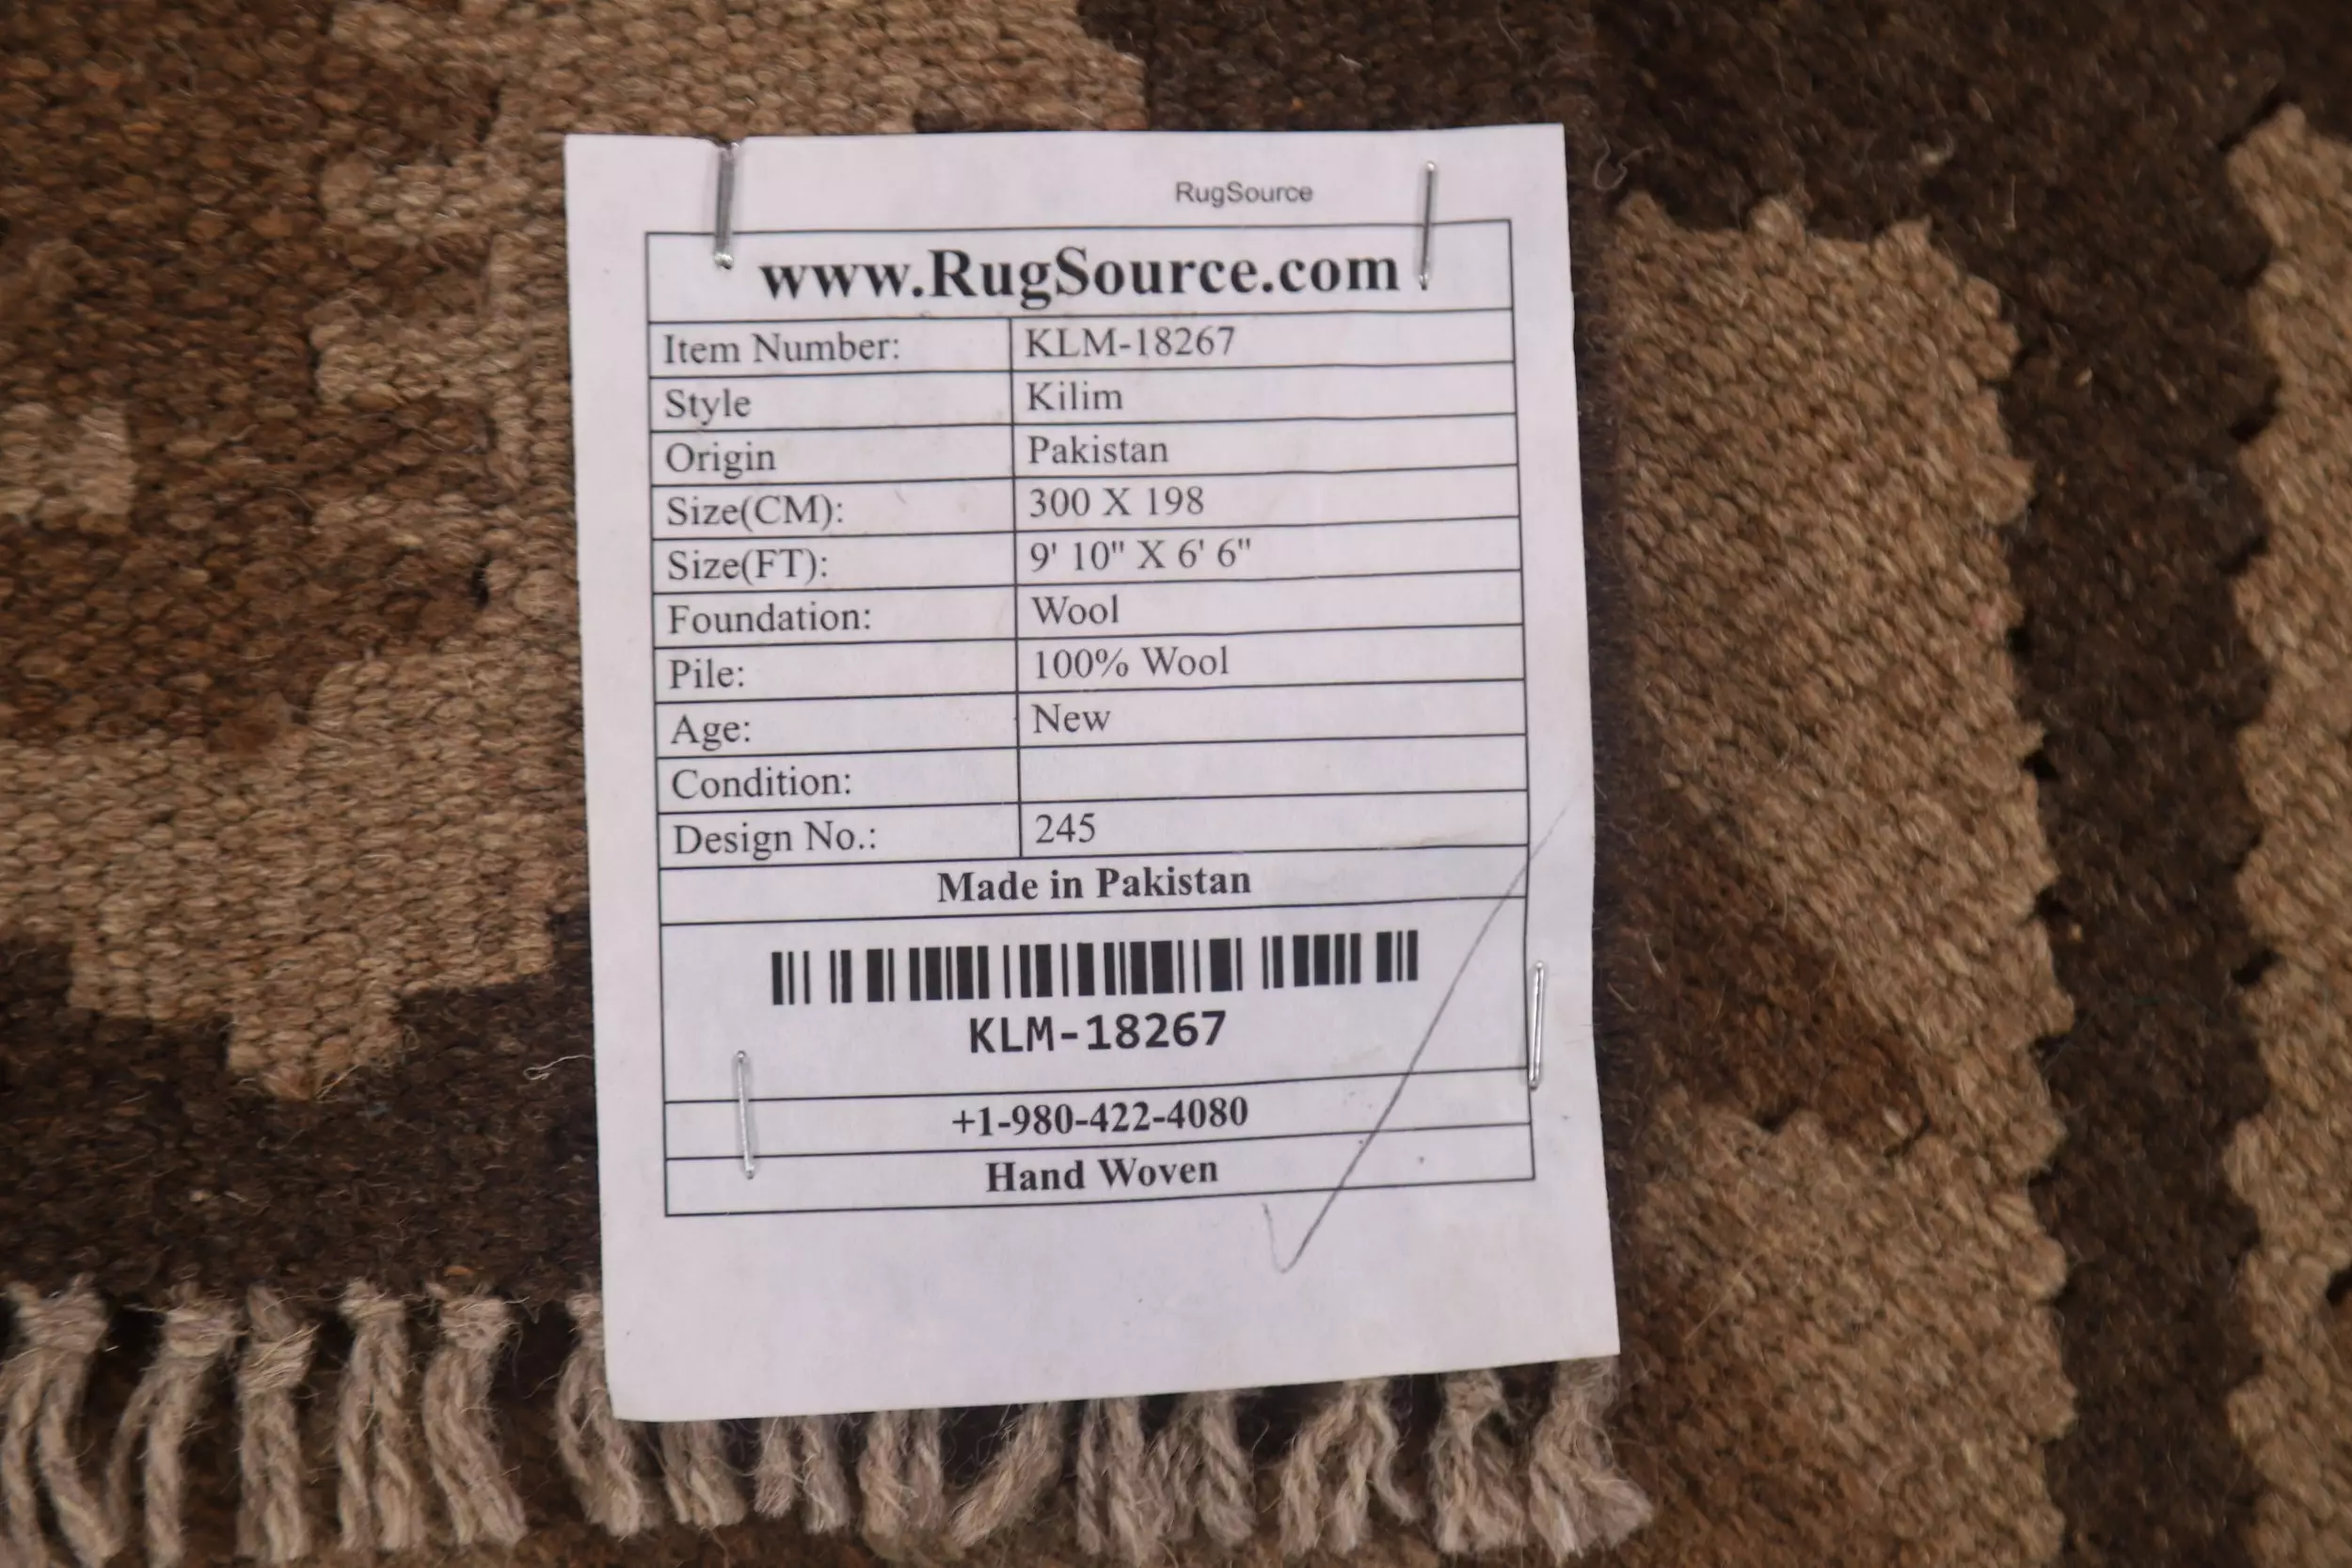 RugSource
www.RugSource.com
Item Number: KLM-18267
Style Kilim
Origin Pakistan
Size(CM): 300 X 198
Size(FT): 9' 10" X 6' 6"
Foundation: Wool
Pile: 100% Wool
Age: New
Condition:
Design No.: 245
Made in Pakistan
KLM-18267
+1-980-422-4080
Hand Woven